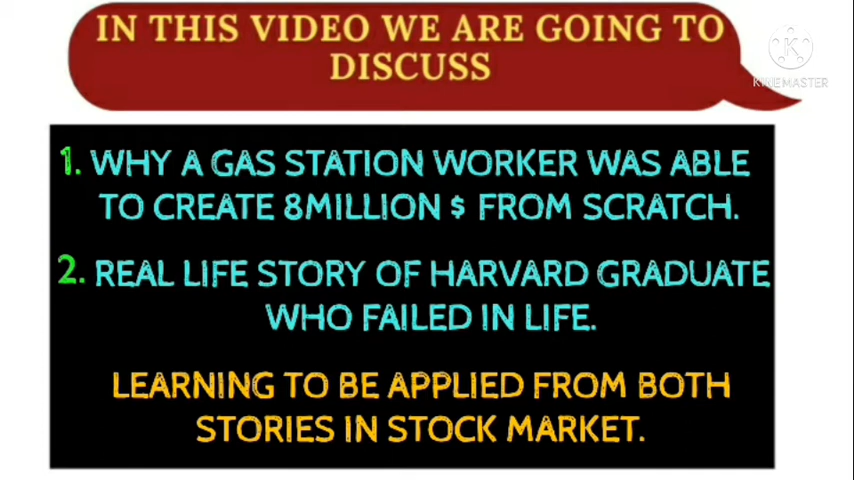 IN THIS VIDEO WE ARE GOING TO
DISCUSS
KINEMASTER
1. WHY A GAS STATION WORKER WAS ABLE
TO CREATE 8MILLION $ FROM SCRATCH.
2. REAL LIFE STORY OF HARVARD GRADUATE
WHO FAILED IN LIFE.
LEARNING TO BE APPLIED FROM BOTH
STORIES IN STOCK MARKET.